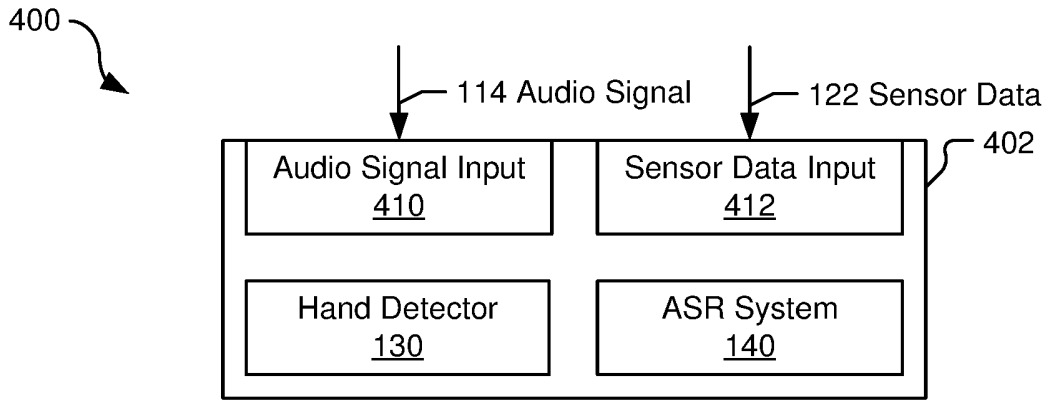 400
114 Audio Signal
122 Sensor Data
402
Audio Signal Input
410
Sensor Data Input
412
Hand Detector
130
ASR System
140